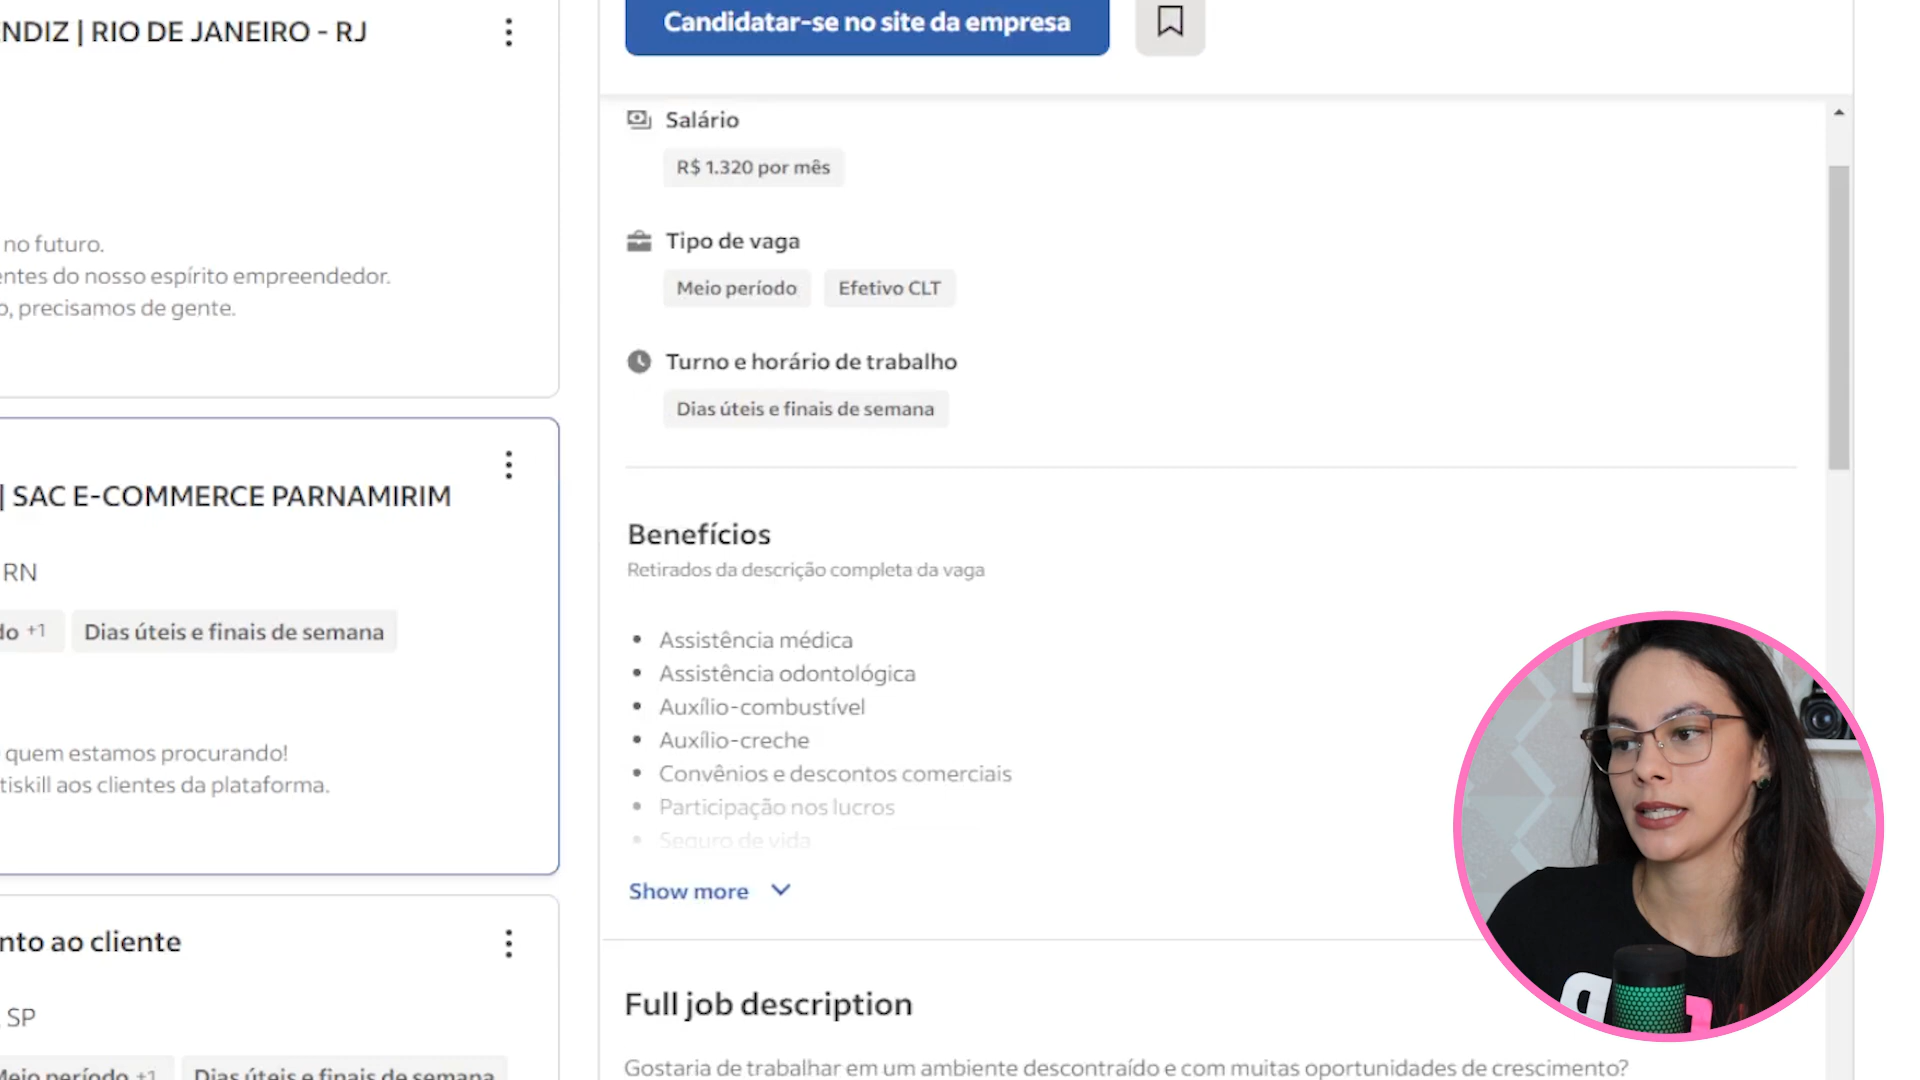 NDIZ | RIO DE JANEIRO - RJ
no futuro.
entes do nosso espírito empreendedor.
o, precisamos de gente.
| SAC E-COMMERCE PARNAMIRIM
RN
do +1 Dias úteis e finais de semana
quem estamos procurando!
tiskill aos clientes da plataforma.
nto ao cliente
SP
Meio período +1 Dias úteis e finais de semana
Candidatar-se no site da empresa
Salário
R$ 1.320 por mês
Tipo de vaga
Meio período Efetivo CLT
Turno e horário de trabalho
Dias úteis e finais de semana
Benefícios
Retirados da descrição completa da vaga
• Assistência médica
• Assistência odontológica
• Auxílio-combustível
• Auxílio-creche
• Convênios e descontos comerciais
• Participação nos lucros
• Seguro de vida
Show more
Full job description
Gostaria de trabalhar em um ambiente descontraído e com muitas oportunidades de crescimento?